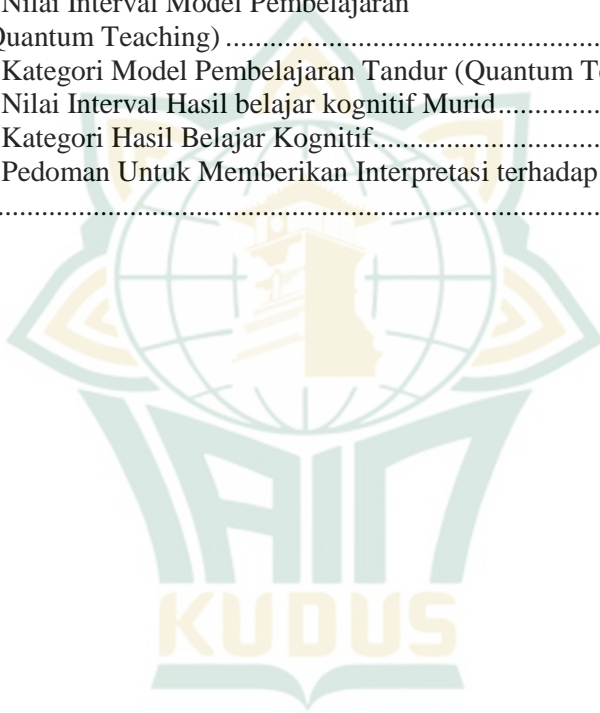 Nilai Interval Model Pembelajaran
Quantum Teaching) ........................................................
Kategori Model Pembelajaran Tandur (Quantum
Nilai Interval Hasil belajar kognitif Murid................
Kategori Hasil Belajar Kognitif..................................
Pedoman Untuk Memberikan Interpretasi terhadap
..........................................................................................
IAIN
KUDUS